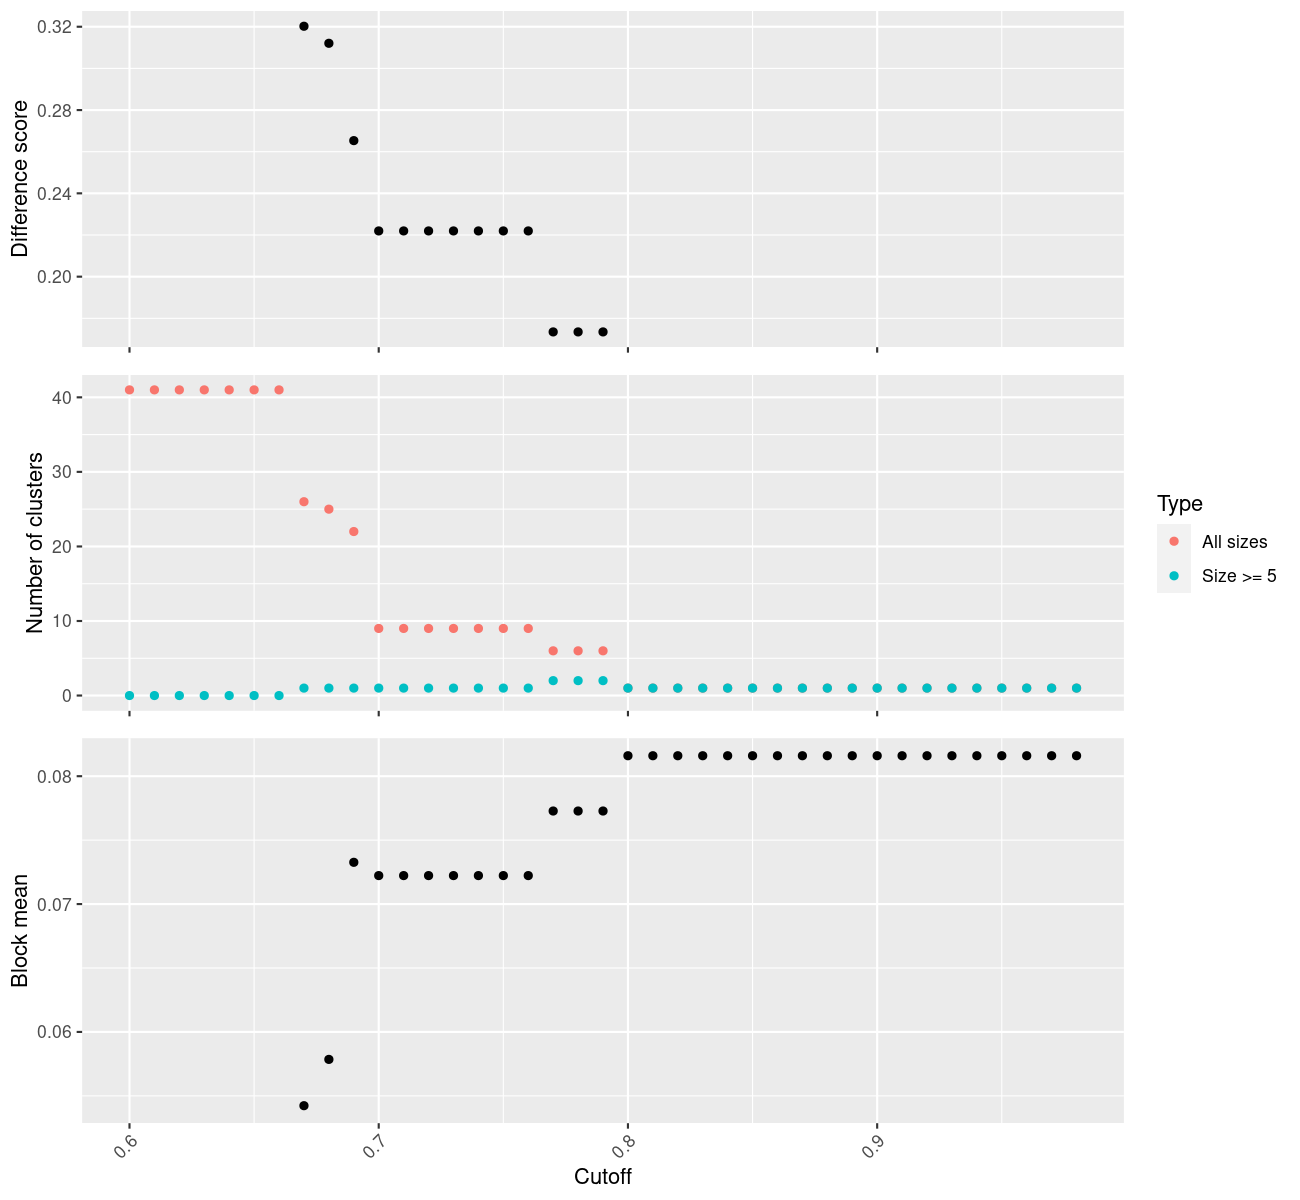 Difference score
0.32
0.28
0.24
0.20
Number of clusters
40
30
20
10
0
Type
All sizes
Size >= 5
Block mean
0.08
0.07
0.06
0.6
0.7
0.8
0.9
Cutoff